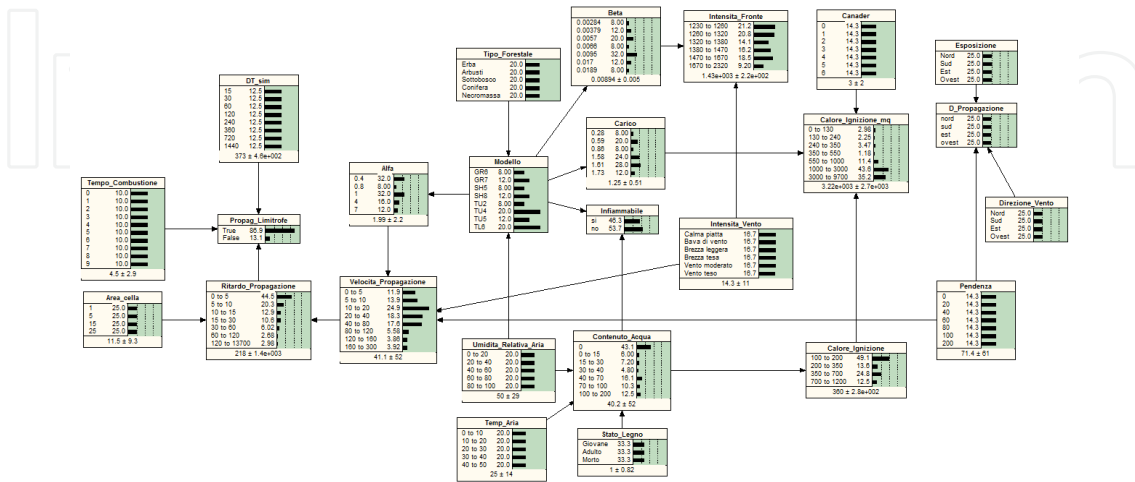 Beta
0.00284 8.00
0.00379 12.0
0.0057 20.0
0.0066 8.00
0.0095 32.0
0.017 12.0
0.0189 8.00
0.00894 ± 0.005
Intensita_Fronte
1230 to 1260 21.2
1260 to 1320 20.8
1320 to 1380 14.1
1380 to 1470 16.2
1470 to 1670 18.5
1670 to 2320 9.20
1.43e+003 ± 2.2e+002
Canader
0 14.3
1 14.3
2 14.3
3 14.3
4 14.3
5 14.3
6 14.3
3 ± 2
Tipo_Forestale
Erba 20.0
Arbusti 20.0
Sottobosco 20.0
Conifera 20.0
Necromassa 20.0
Esposizione
Nord 25.0
Sud 25.0
Est 25.0
Ovest 25.0
DT_sim
15 12.5
30 12.5
60 12.5
120 12.5
240 12.5
360 12.5
720 12.5
1440 12.5
373 ± 4.6e+002
D_Propagazione
nord 25.0
sud 25.0
est 25.0
ovest 25.0
Carico
0.28 8.00
0.59 20.0
0.86 8.00
1.58 24.0
1.61 28.0
1.73 12.0
1.25 ± 0.51
Calore_Ignizione_mq
0 to 130 2.98
130 to 240 2.25
240 to 350 3.47
350 to 550 1.18
550 to 1000 11.4
1000 to 3000 43.6
3000 to 9700 35.2
3.22e+003 ± 2.7e+003
Modello
GR6 8.00
GR7 12.0
SH5 8.00
SH8 12.0
TU2 8.00
TU4 20.0
TU5 12.0
TL6 20.0
Alfa
0.4 32.0
0.8 8.00
1 32.0
4 16.0
7 12.0
1.99 ± 2.2
Tempo_Combustione
0 10.0
1 10.0
2 10.0
3 10.0
4 10.0
5 10.0
6 10.0
7 10.0
8 10.0
9 10.0
4.5 ± 2.9
Infiammabile
si 46.3
no 53.7
Direzione_Vento
Nord 25.0
Sud 25.0
Est 25.0
Ovest 25.0
Propag_Limitrofe
True 86.9
False 13.1
Intensita_Vento
Calma piatta 16.7
Bava di vento 16.7
Brezza leggera 16.7
Brezza tesa 16.7
Vento moderato 16.7
Vento teso 16.7
14.3 ± 11
Area_cella
1 25.0
5 25.0
15 25.0
25 25.0
11.5 ± 9.3
Ritardo_Propagazione
0 to 5 44.5
5 to 10 20.3
10 to 15 12.9
15 to 30 10.6
30 to 60 6.02
60 to 120 2.68
120 to 13700 2.98
218 ± 1.4e+003
Velocita_Propagazione
0 to 5 11.9
5 to 10 13.9
10 to 20 24.9
20 to 40 18.3
40 to 80 17.6
80 to 120 5.58
120 to 160 3.86
160 to 300 3.92
41.1 ± 52
Pendenza
0 14.3
20 14.3
40 14.3
60 14.3
80 14.3
100 14.3
200 14.3
71.4 ± 61
Umidita_Relativa_Aria
0 to 20 20.0
20 to 40 20.0
40 to 60 20.0
60 to 80 20.0
80 to 100 20.0
50 ± 29
Contenuto_Acqua
0 43.1
0 to 15 6.00
15 to 30 7.20
30 to 40 4.80
40 to 70 16.1
70 to 100 10.3
100 to 200 12.5
40.2 ± 52
Calore_Ignizione
100 to 200 49.1
200 to 350 13.6
350 to 700 24.8
700 to 1200 12.5
360 ± 2.8e+002
Temp_Aria
0 to 10 20.0
10 to 20 20.0
20 to 30 20.0
30 to 40 20.0
40 to 50 20.0
25 ± 14
Stato_Legno
Giovane 33.3
Adulto 33.3
Morto 33.3
1 ± 0.82